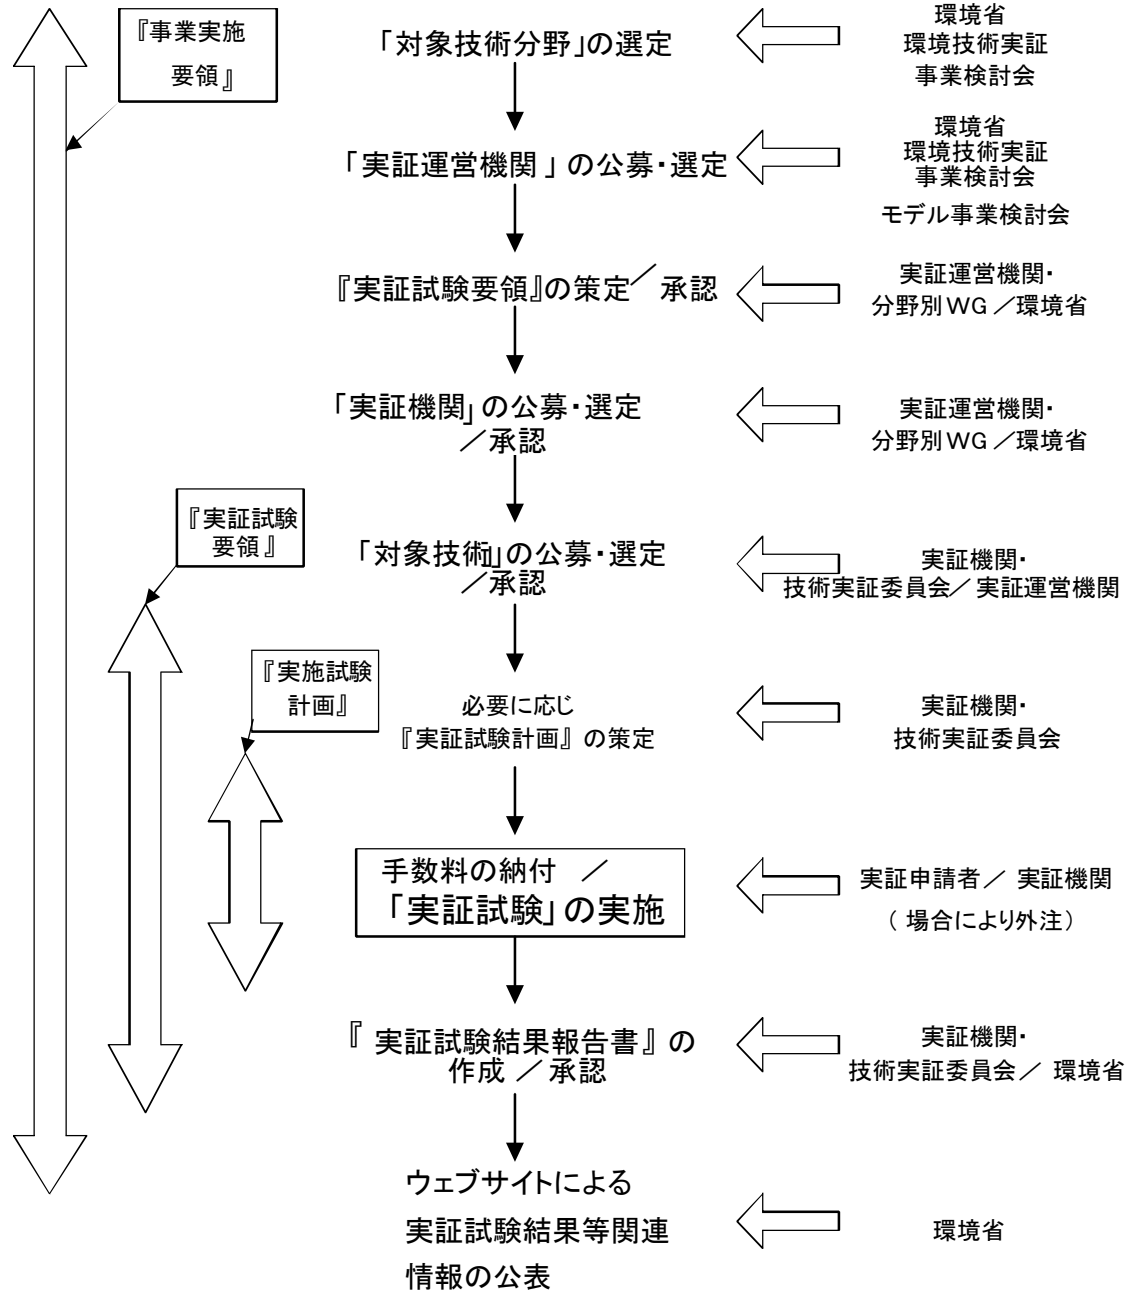 『事業実施
要領』
「対象技術分野」の選定
環境省
環境技術実証
事業検討会
「実証運営機関」の公募・選定
環境省
環境技術実証
事業検討会
モデル事業検討会
『実証試験要領』の策定／承認
実証運営機関・
分野別WG／環境省
「実証機関」の公募・選定
／承認
実証運営機関・
分野別WG／環境省
『実証試験
要領』
「対象技術」の公募・選定
／承認
実証機関・
技術実証委員会／実証運営機関
『実施試験
計画』
必要に応じ
『実証試験計画』の策定
実証機関・
技術実証委員会
手数料の納付　／
「実証試験」の実施
実証申請者／ 実証機関
（場合により外注）
『実証試験結果報告書』の
作成／承認
実証機関・
技術実証委員会／ 環境省
ウェブサイトによる
実証試験結果等関連
情報の公表
環境省